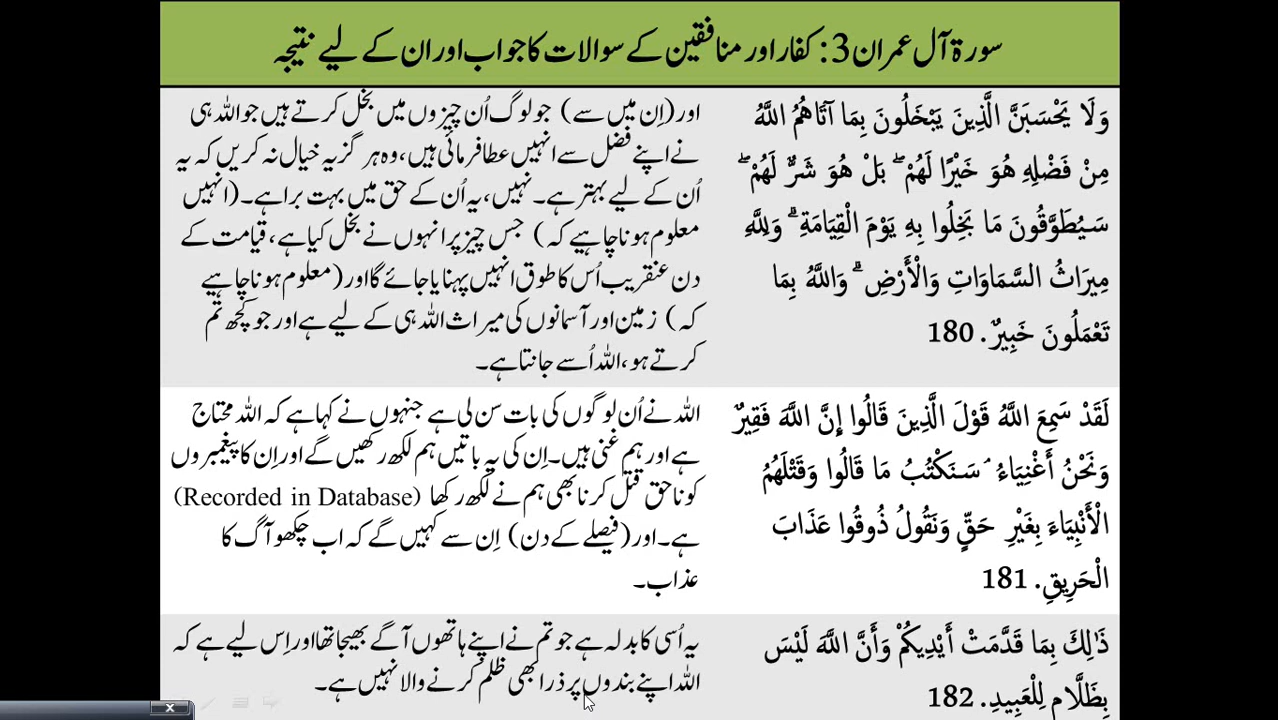 سورۃ آل عمران 3: کفار اور منافقین کے سوالات کا جواب اور ان کے لیے نتیجہ
وَلَا يَحْسَبَنَّ الَّذِينَ يَبْخَلُونَ بِمَا آتَاهُمُ اللَّهُ
مِنْ فَضْلِهِ هُوَ خَيْرًا لَهُمْ ۖ بَلْ هُوَ شَرٌّ لَهُمْ ۖ
سَيُطَوَّقُونَ مَا بَخِلُوا بِهِ يَوْمَ الْقِيَامَةِ ۗ وَلِلَّهِ
مِيرَاثُ السَّمَاوَاتِ وَالْأَرْضِ ۗ وَاللَّهُ بِمَا
تَعْمَلُونَ خَبِيرٌ. 180
اور (اِن میں سے) جو لوگ اُن چیزوں میں بخل کرتے ہیں جو اللہ ہی
نے اپنے فضل سے انہیں عطا فرمائی ہیں، وہ ہر گز یہ خیال نہ کریں کہ یہ
اُن کے لیے بہتر ہے۔ نہیں، یہ اُن کے حق میں بہت برا ہے۔ (انہیں
معلوم ہونا چاہیے کہ) جس چیز پر انہوں نے بخل کیا ہے، قیامت کے
دن عنقریب اُس کا طوق انہیں پہنایا جائے گا اور (معلوم ہونا چاہیے
کہ) زمین اور آسمانوں کی میراث اللہ ہی کے لیے ہے اور جو کچھ تم
کرتے ہو، اللہ اُسے جانتا ہے۔
لَقَدْ سَمِعَ اللَّهُ قَوْلَ الَّذِينَ قَالُوا إِنَّ اللَّهَ فَقِيرٌ
وَنَحْنُ أَغْنِيَاءُ ۘ سَنَكْتُبُ مَا قَالُوا وَقَتْلَهُمُ
الْأَنْبِيَاءَ بِغَيْرِ حَقٍّ وَنَقُولُ ذُوقُوا عَذَابَ
الْحَرِيقِ. 181
اللہ نے اُن لوگوں کی بات سن لی ہے جنہوں نے کہا ہے کہ اللہ محتاج
ہے اور ہم غنی ہیں۔ اِن کی یہ باتیں ہم لکھ رکھیں گے اور اِن کا پیغمبروں
کو ناحق قتل کرنا بھی ہم نے لکھ رکھا (Recorded in Database)
ہے۔ اور (فیصلے کے دن) اِن سے کہیں گے کہ اب چکھو آگ کا
عذاب۔
ذَالِكَ بِمَا قَدَّمَتْ أَيْدِيكُمْ وَأَنَّ اللَّهَ لَيْسَ
بِظَلَّامٍ لِلْعَبِيدِ. 182
یہ اُسی کا بدلہ ہے جو تم نے اپنے ہاتھوں آگے بھیجا تھا اور اِس لیے ہے کہ
اللہ اپنے بندوں پر ذرا بھی ظلم کرنے والا نہیں ہے۔